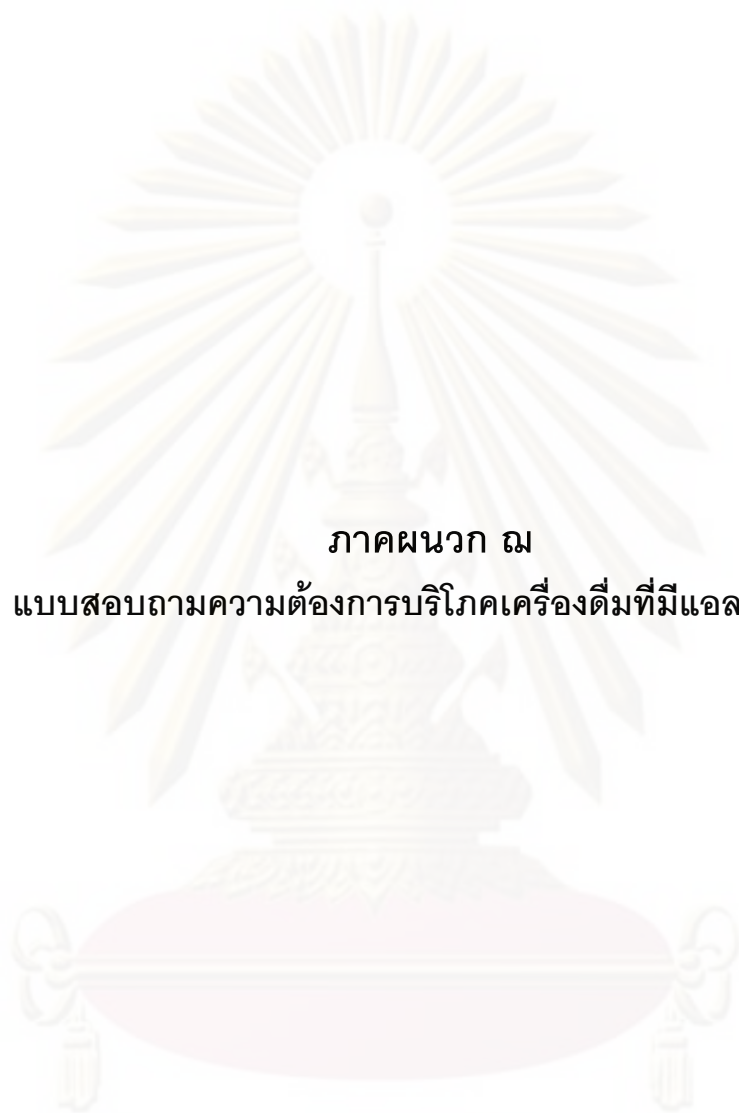 ภาคผนวก ฌ
แบบสอบถามความต้องการบริโภคเครื่องดื่มที่มีแอล